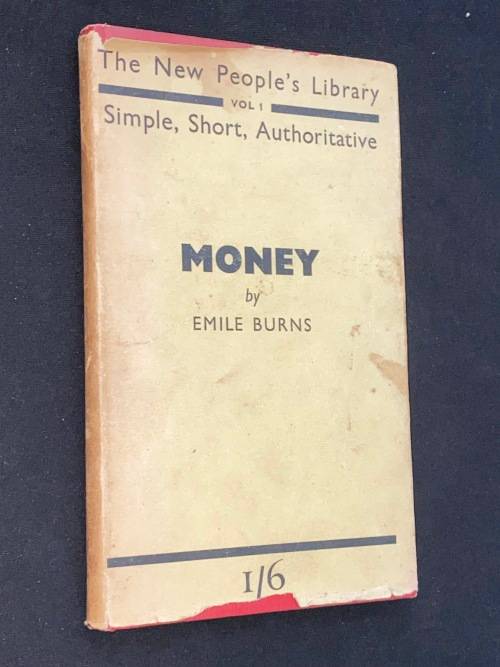 The New People's Library
VOL 1
Simple, Short, Authoritative
MONEY
by
EMILE BURNS
1/6